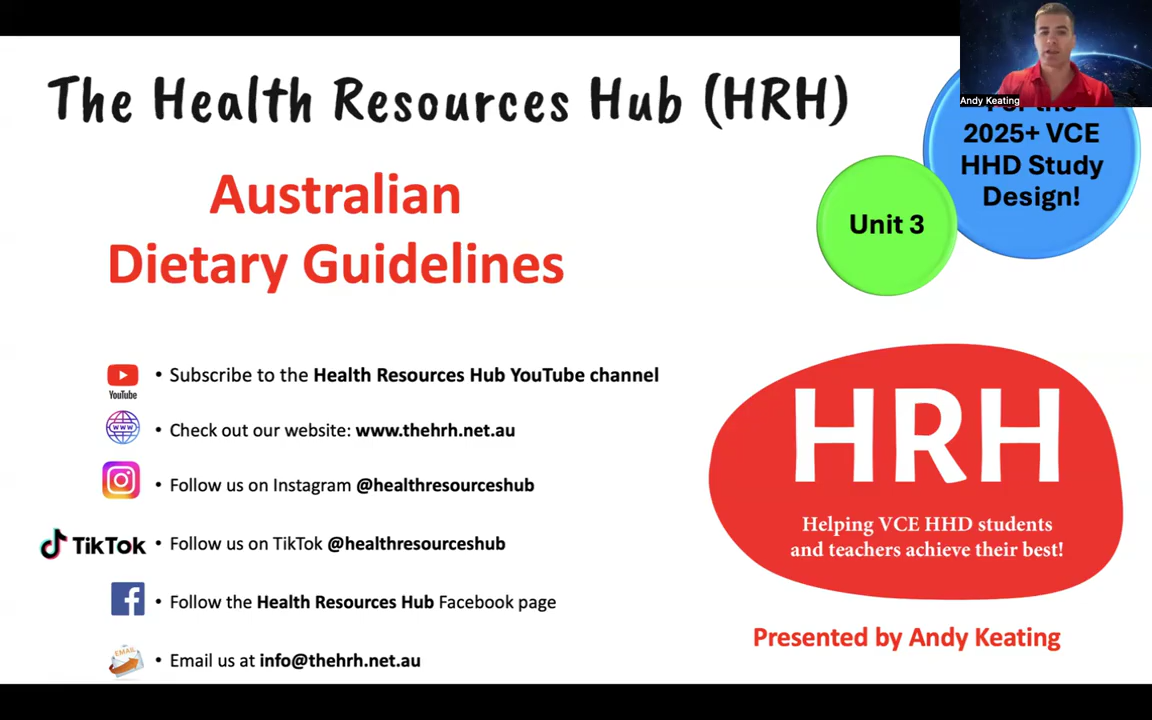 The Health Resources Hub (HRH)
Andy Keating
2025+ VCE
HHD Study
Design!
Unit 3
Australian
Dietary Guidelines
YouTube
• Subscribe to the Health Resources Hub YouTube channel
www
• Check out our website: www.thehrh.net.au
• Follow us on Instagram @healthresourceshub
TikTok
• Follow us on TikTok @healthresourceshub
• Follow the Health Resources Hub Facebook page
EMAIL
• Email us at info@thehrh.net.au
HRH
Helping VCE HHD students
and teachers achieve their best!
Presented by Andy Keating